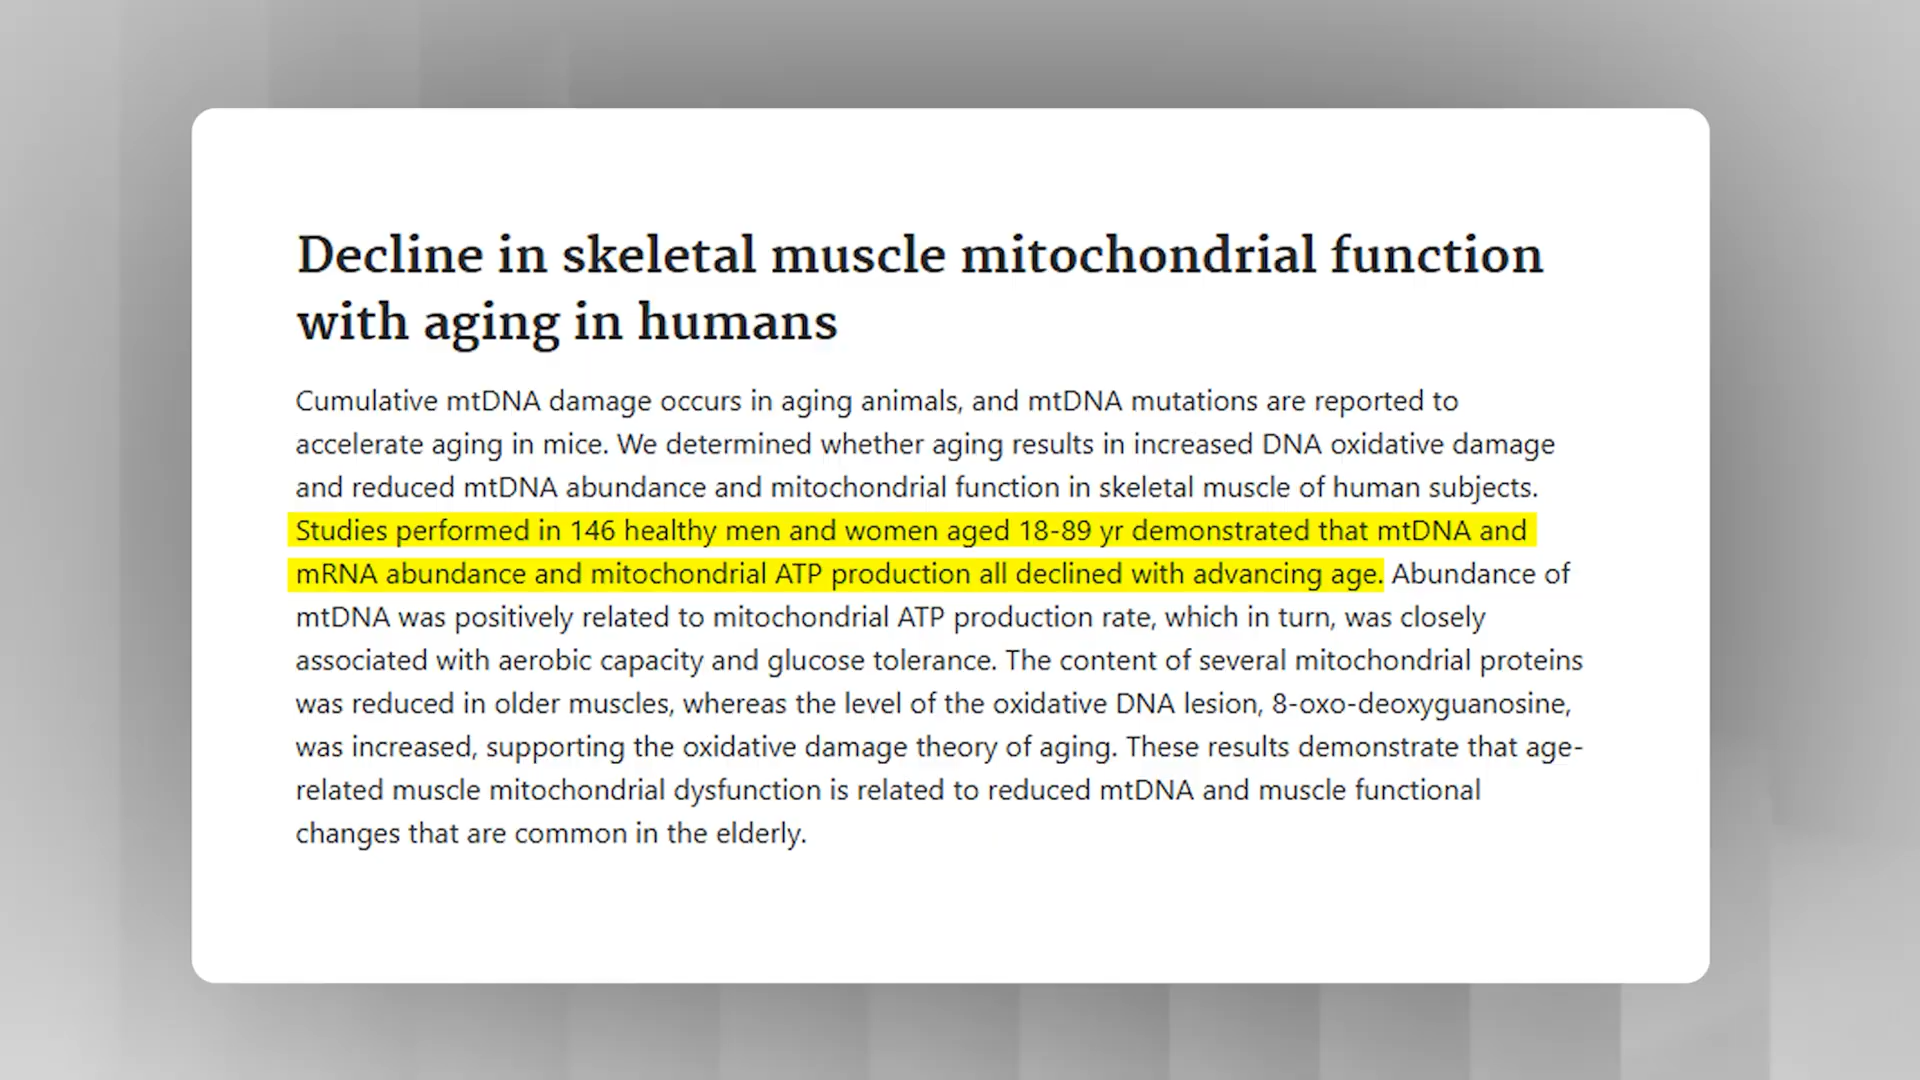 Decline in skeletal muscle mitochondrial function
with aging in humans
Cumulative mtDNA damage occurs in aging animals, and mtDNA mutations are reported to
accelerate aging in mice. We determined whether aging results in increased DNA oxidative damage
and reduced mtDNA abundance and mitochondrial function in skeletal muscle of human subjects.
Studies performed in 146 healthy men and women aged 18-89 yr demonstrated that mtDNA and
mRNA abundance and mitochondrial ATP production all declined with advancing age. Abundance of
mtDNA was positively related to mitochondrial ATP production rate, which in turn, was closely
associated with aerobic capacity and glucose tolerance. The content of several mitochondrial proteins
was reduced in older muscles, whereas the level of the oxidative DNA lesion, 8-oxo-deoxyguanosine,
was increased, supporting the oxidative damage theory of aging. These results demonstrate that age-
related muscle mitochondrial dysfunction is related to reduced mtDNA and muscle functional
changes that are common in the elderly.